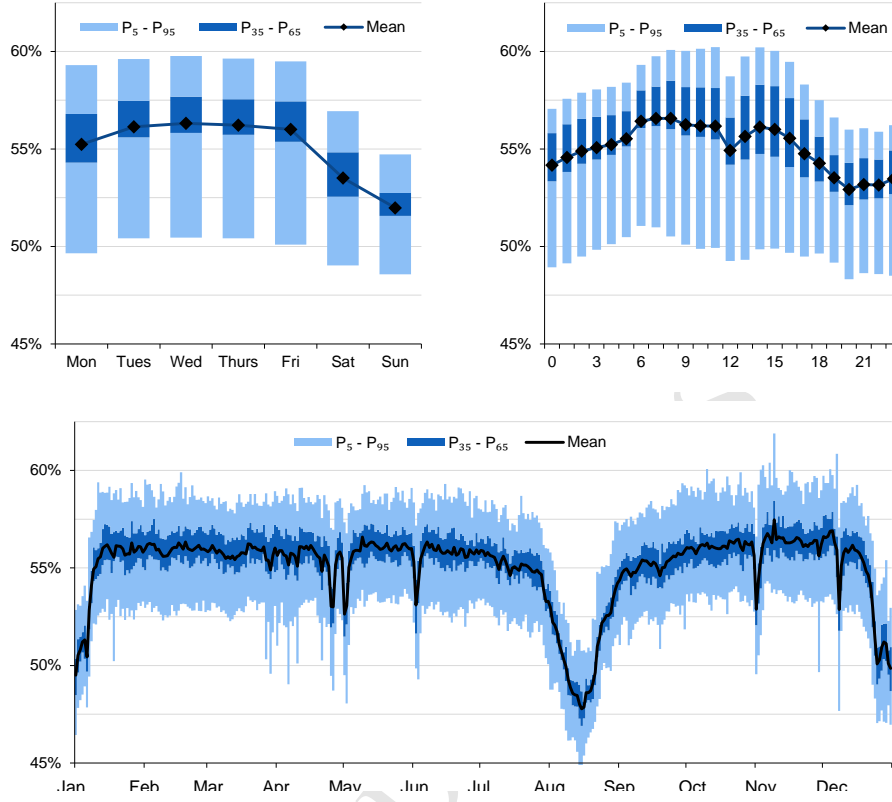 P5 - P95 P35 - P65 Mean
60%
55%
50%
45%
Mon Tues Wed Thurs Fri Sat Sun
P5 - P95 P35 - P65 Mean
60%
55%
50%
45%
0 3 6 9 12 15 18 21
P5 - P95 P35 - P65 Mean
60%
55%
50%
45%
Jan Feb Mar Apr May Jun Jul Aug Sep Oct Nov Dec